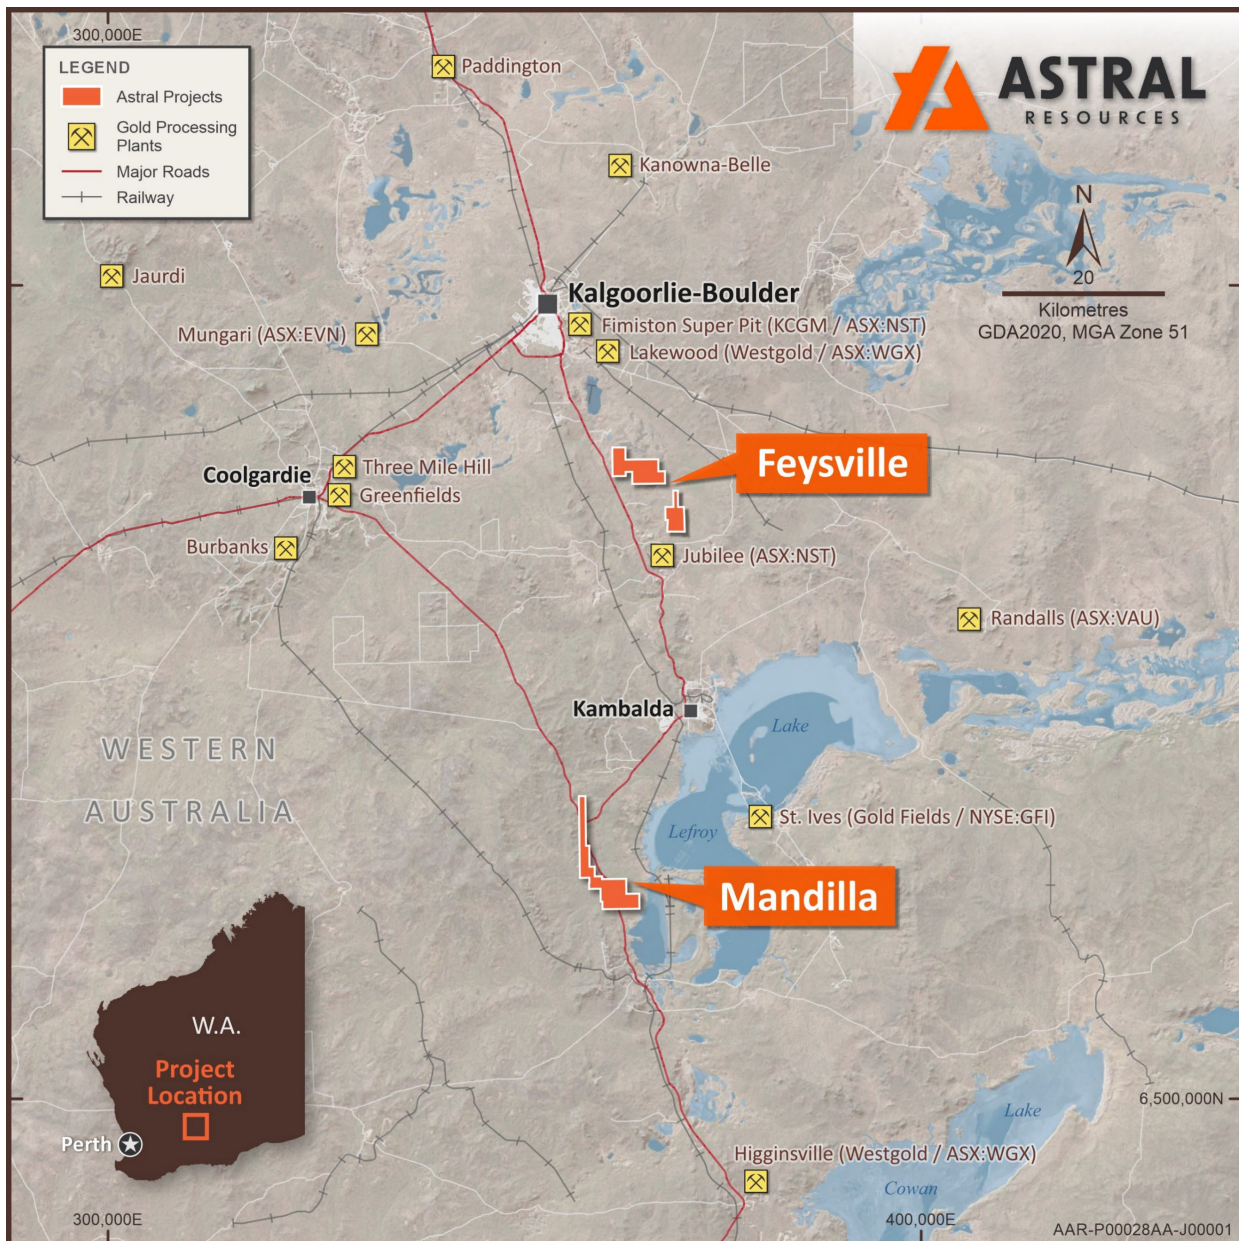 300,000E
LEGEND
Astral Projects
Gold Processing
Plants
Major Roads
Railway
ASTRAL
RESOURCES
Paddington
Kanowna-Belle
N
20
Kilometres
GDA2020, MGA Zone 51
Jaurdi
Kalgoorlie-Boulder
Mungari (ASX:EVN)
Fimiston Super Pit (KCGM / ASX:NST)
Lakewood (Westgold / ASX:WGX)
Feysville
Coolgardie
Three Mile Hill
Greenfields
Burbanks
Jubilee (ASX:NST)
Randalls (ASX:VAU)
Kambalda
Lake
WESTERN
AUSTRALIA
St. Ives (Gold Fields / NYSE:GFI)
Lefroy
Mandilla
W.A.
Project
Location
Perth
6,500,000N
Lake
Higginsville (Westgold / ASX:WGX)
Cowan
300,000E
400,000E
AAR-P00028AA-J00001